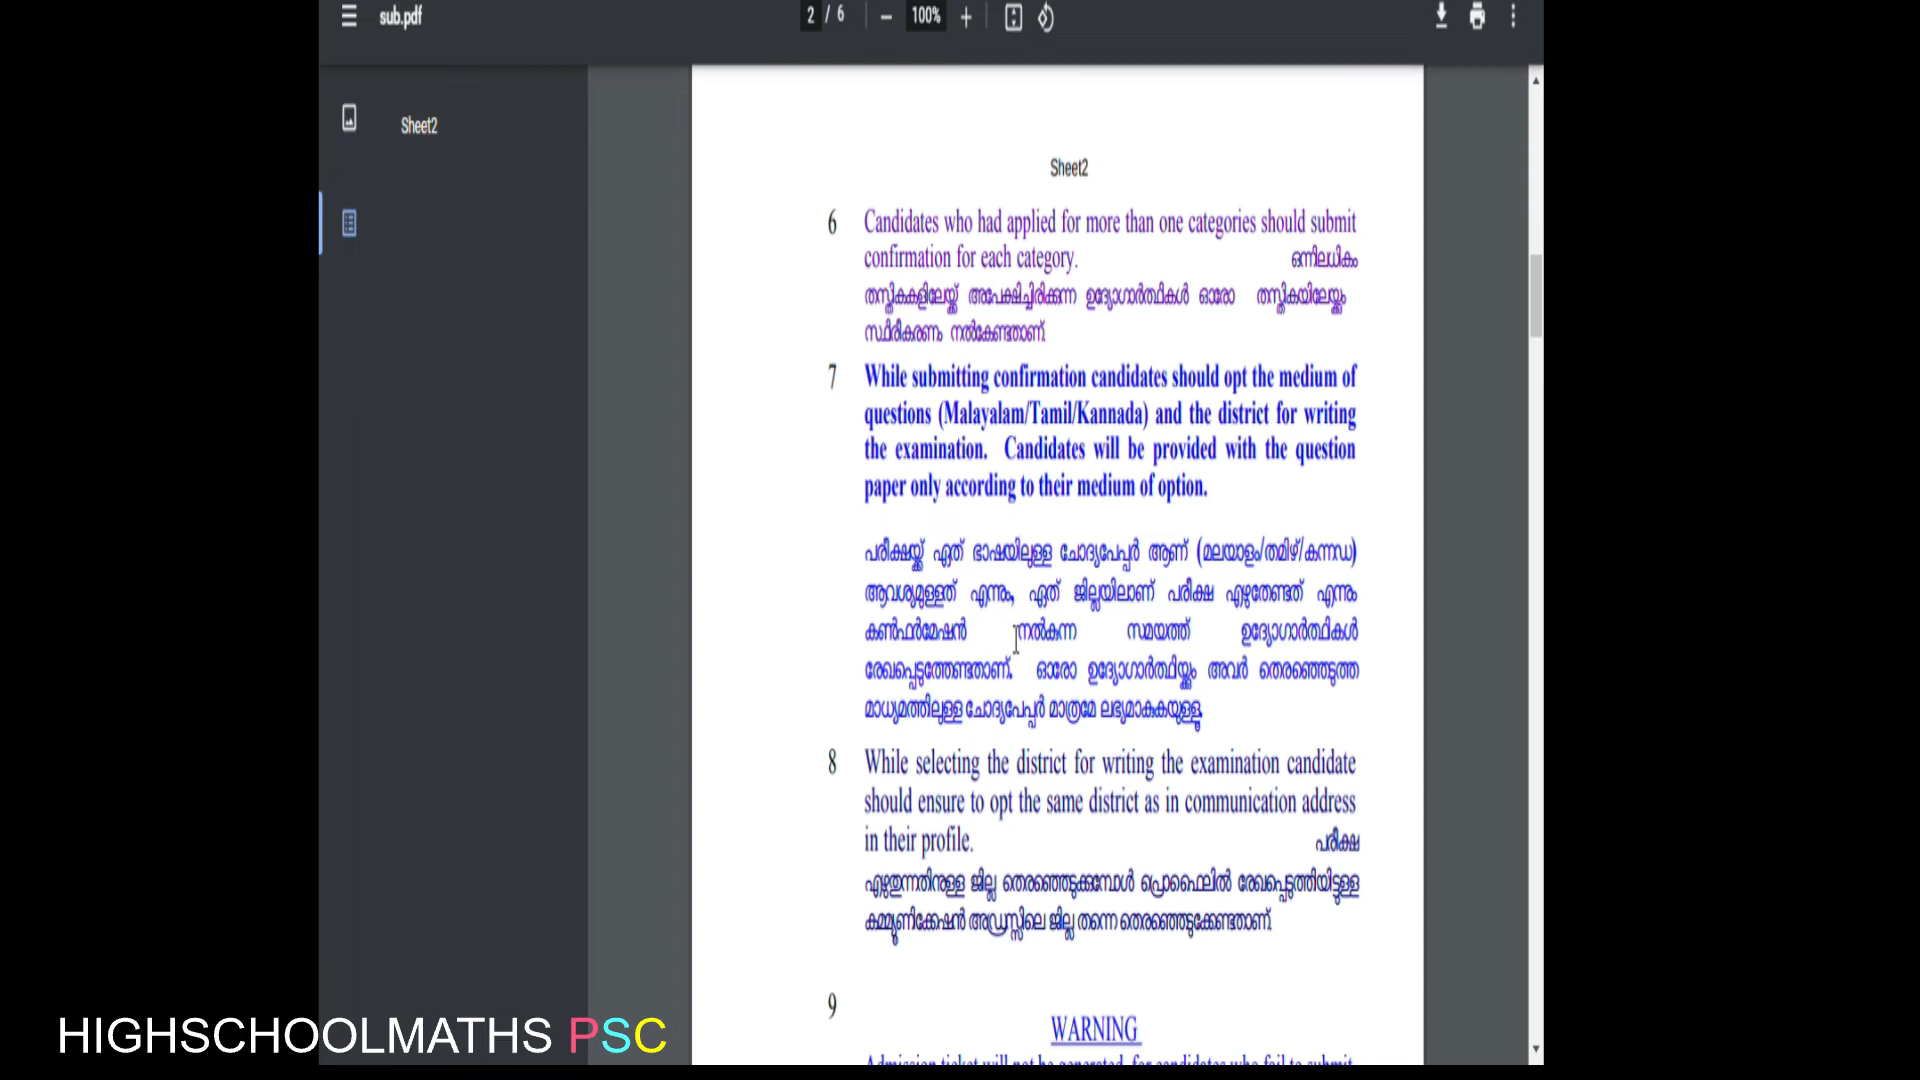 sub.pdf
2 / 6
100%
Sheet2
Sheet2
6 Candidates who had applied for more than one categories should submit
confirmation for each category. ഒന്നിലധികം
തസ്തികകളിലേയ്ക്ക് അപേക്ഷിച്ചിരിക്കുന്ന ഉദ്യോഗാർത്ഥികൾ ഓരോ തസ്തികയിലേയ്ക്കും
സ്ഥിരീകരണം നൽകേണ്ടതാണ്.
7 While submitting confirmation candidates should opt the medium of
questions (Malayalam/Tamil/Kannada) and the district for writing
the examination. Candidates will be provided with the question
paper only according to their medium of option.
പരീക്ഷയ്ക്ക് ഏത് ഭാഷയിലുള്ള ചോദ്യപേപ്പർ ആണ് (മലയാളം/തമിഴ്/കന്നഡ)
ആവശ്യമുള്ളത് എന്നും, ഏത് ജില്ലയിലാണ് പരീക്ഷ എഴുതേണ്ടത് എന്നും
കൺഫർമേഷൻ നൽകുന്ന സമയത്ത് ഉദ്യോഗാർത്ഥികൾ
രേഖപ്പെടുത്തേണ്ടതാണ്. ഓരോ ഉദ്യോഗാർത്ഥിയ്ക്കും അവർ തെരഞ്ഞെടുത്ത
മാധ്യമത്തിലുള്ള ചോദ്യപേപ്പർ മാത്രമേ ലഭ്യമാകുകയുള്ളൂ.
8 While selecting the district for writing the examination candidate
should ensure to opt the same district as in communication address
in their profile. പരീക്ഷ
എഴുതുന്നതിനുള്ള ജില്ല തെരഞ്ഞെടുക്കുമ്പോൾ പ്രൊഫൈലിൽ രേഖപ്പെടുത്തിയിട്ടുള്ള
കമ്മ്യൂണിക്കേഷൻ അഡ്രസ്സിലെ ജില്ല തന്നെ തെരഞ്ഞെടുക്കേണ്ടതാണ്.
9
WARNING
Admission ticket will not be generated for candidates who fail to submit
HIGHSCHOOLMATHS PSC